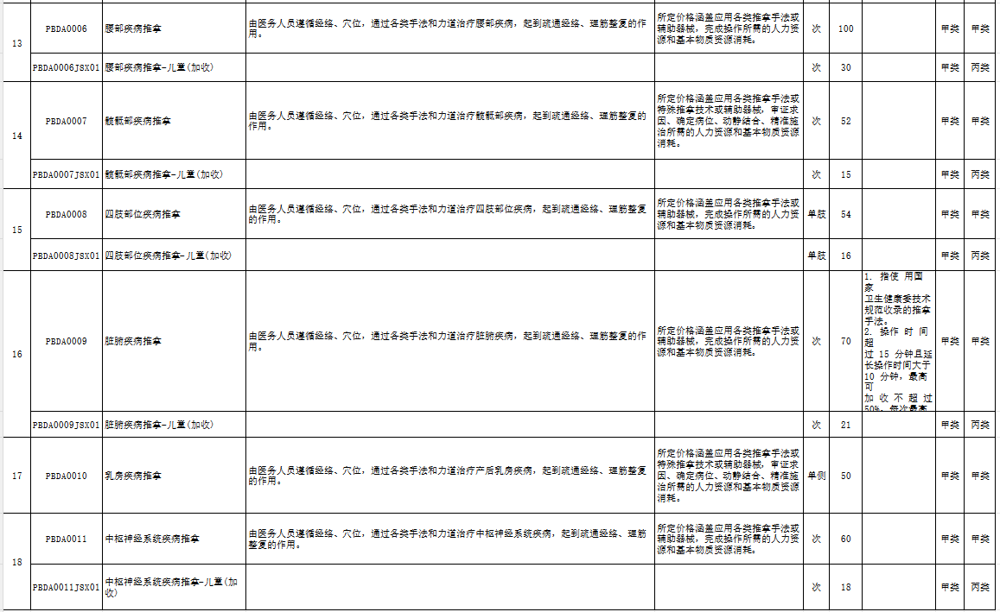 13
PBDA0006
腰部疾病推拿
由医务人员遵循经络、穴位，通过各类手法和力道治疗腰部疾病，起到疏通经络、理筋整复的作
用。
所定价格涵盖应用各类推拿手法或
辅助器械，完成操作所需的人力资
源和基本物质资源消耗。
次
100
甲类
甲类
PBDA0006JSX01
腰部疾病推拿-儿童(加收)
次
30
甲类
丙类
14
PBDA0007
髋骶部疾病推拿
由医务人员遵循经络、穴位，通过各类手法和力道治疗髋骶部疾病，起到疏通经络、理筋整复的
作用。
所定价格涵盖应用各类推拿手法或
特殊推拿技术或辅助器械，审证求
因、确定病位、动静结合、精准施
治所需的人力资源和基本物质资源
消耗。
次
52
甲类
甲类
PBDA0007JSX01
髋骶部疾病推拿-儿童(加收)
次
15
甲类
丙类
15
PBDA0008
四肢部位疾病推拿
由医务人员遵循经络、穴位，通过各类手法和力道治疗四肢部位疾病，起到疏通经络、理筋整复
的作用。
所定价格涵盖应用各类推拿手法或
辅助器械，完成操作所需的人力资
源和基本物质资源消耗。
单肢
54
甲类
甲类
PBDA0008JSX01
四肢部位疾病推拿-儿童(加收)
单肢
16
甲类
丙类
16
PBDA0009
脏腑疾病推拿
由医务人员遵循经络、穴位，通过各类手法和力道治疗脏腑疾病，起到疏通经络、理筋整复的作
用。
所定价格涵盖应用各类推拿手法或
辅助器械，完成操作所需的人力资
源和基本物质资源消耗。
次
70
1. 指使 用国
家
卫生健康委技术
规范收录的推拿
手法。
2. 操 作 时 间
超
过 15 分钟且延
长操作时间大于
10 分钟，最高
可
加 收 不 超 过
50%，每次最高
甲类
甲类
PBDA0009JSX01
脏腑疾病推拿-儿童(加收)
次
21
甲类
丙类
17
PBDA0010
乳房疾病推拿
由医务人员遵循经络、穴位，通过各类手法和力道治疗产后乳房疾病，起到疏通经络、理筋整复
的作用。
所定价格涵盖应用各类推拿手法或
特殊推拿技术或辅助器械，审证求
因、确定病位、动静结合、精准施
治所需的人力资源和基本物质资源
消耗。
单侧
50
甲类
甲类
18
PBDA0011
中枢神经系统疾病推拿
由医务人员遵循经络、穴位，通过各类手法和力道治疗中枢神经系统疾病，起到疏通经络、理筋
整复的作用。
所定价格涵盖应用各类推拿手法或
辅助器械，完成操作所需的人力资
源和基本物质资源消耗。
次
60
甲类
甲类
PBDA0011JSX01
中枢神经系统疾病推拿-儿童(加
收)
次
18
甲类
丙类